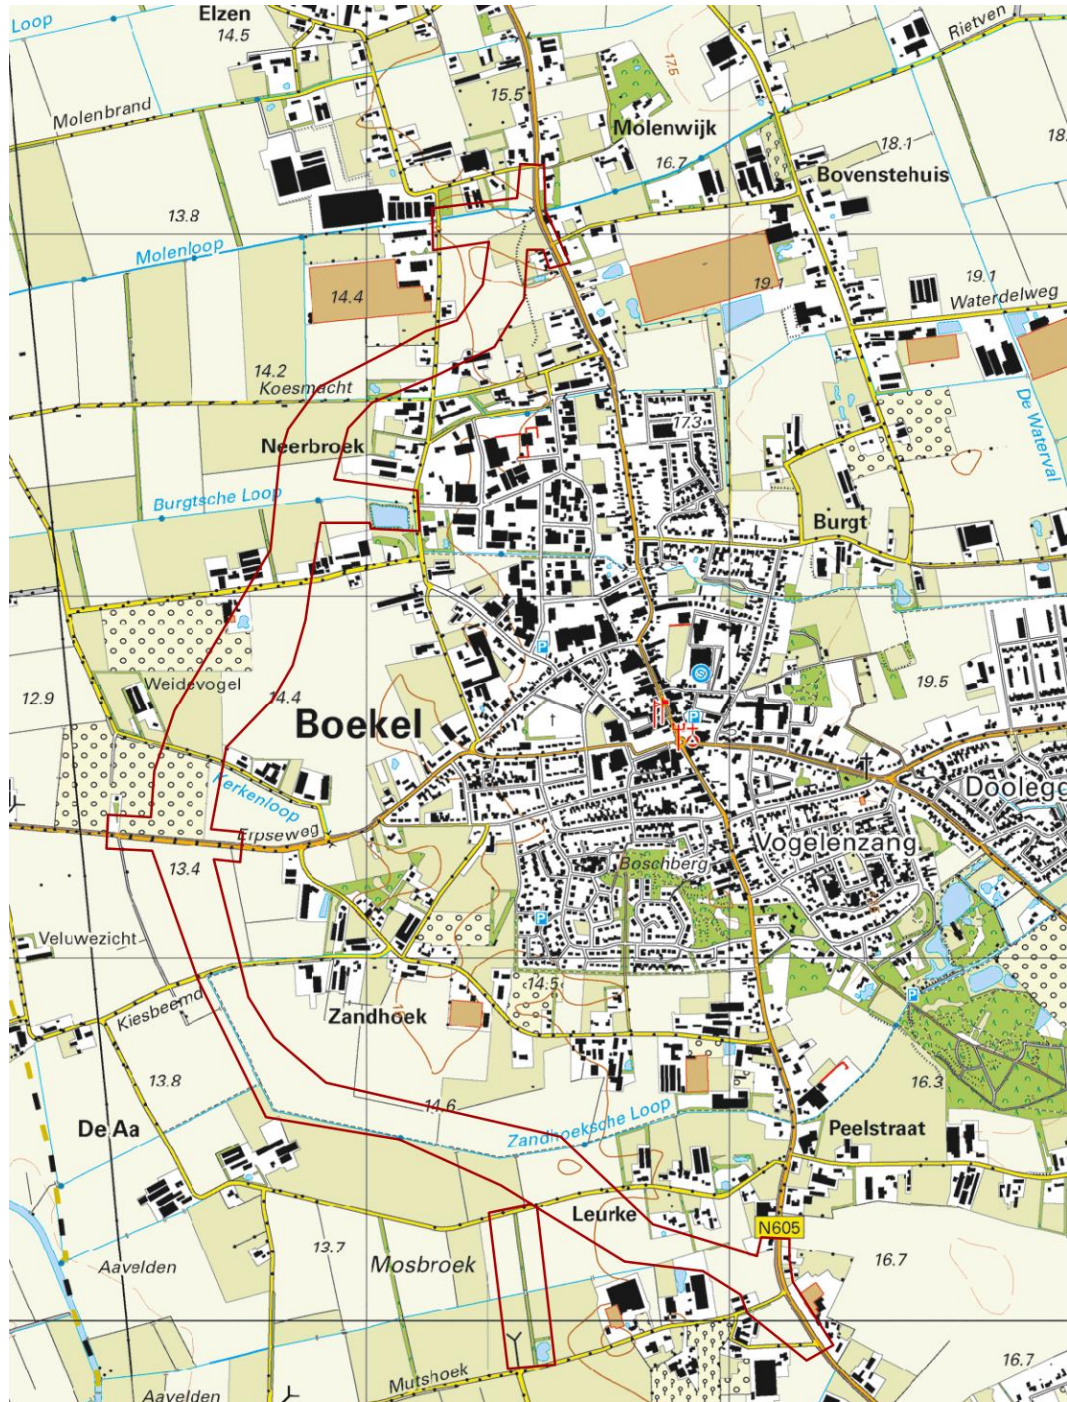 Loop
Elzen
14.5
Rietven
17.5
15.5
Molenbrand
Molenwijk
16.7
18.1
18.
Bovenstehuis
13.8
Molenloop
14.4
19.1
19.1
Waterdelweg
14.2
Koesmacht
17.3
De Waterval
Neerbroek
Burgtsche Loop
Burgt
P
Weidevogel
14.4
12.9
19.5
S
P
Boekel
Kerkenloop
Doolegg
Erpseweg
Vogelenzang
13.4
Boschberg
P
Veluwezicht
14.5
P
Kiesbeemd
Zandhoek
13.8
14.6
16.3
De Aa
Zandhoeksche Loop
Peelstraat
Leurke
N605
13.7
Aavelden
Mosbroek
16.7
16.7
Mutshoek
Aavelden